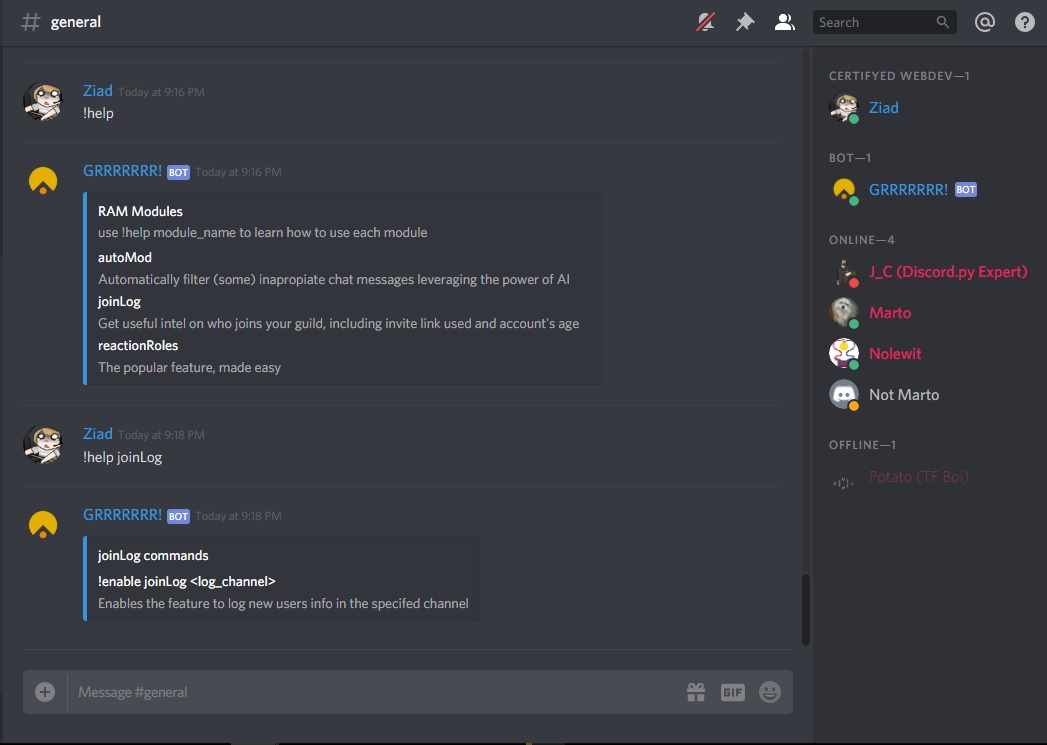 # general
Search
Ziad Today at 9:16 PM
!help
GRRRRRRR! BOT Today at 9:16 PM
RAM Modules
use !help module_name to learn how to use each module
autoMod
Automatically filter (some) inapropiate chat messages leveraging the power of AI
joinLog
Get useful intel on who joins your guild, including invite link used and account's age
reactionRoles
The popular feature, made easy
Ziad Today at 9:18 PM
!help joinLog
GRRRRRRR! BOT Today at 9:18 PM
joinLog commands
!enable joinLog <log_channel>
Enables the feature to log new users info in the specifed channel
Message #general
GIF
CERTIFYED WEBDEV—1
Ziad
BOT—1
GRRRRRRR! BOT
ONLINE—4
J_C (Discord.py Expert)
Marto
Nolewit
Not Marto
OFFLINE—1
Potato (TF Boi)